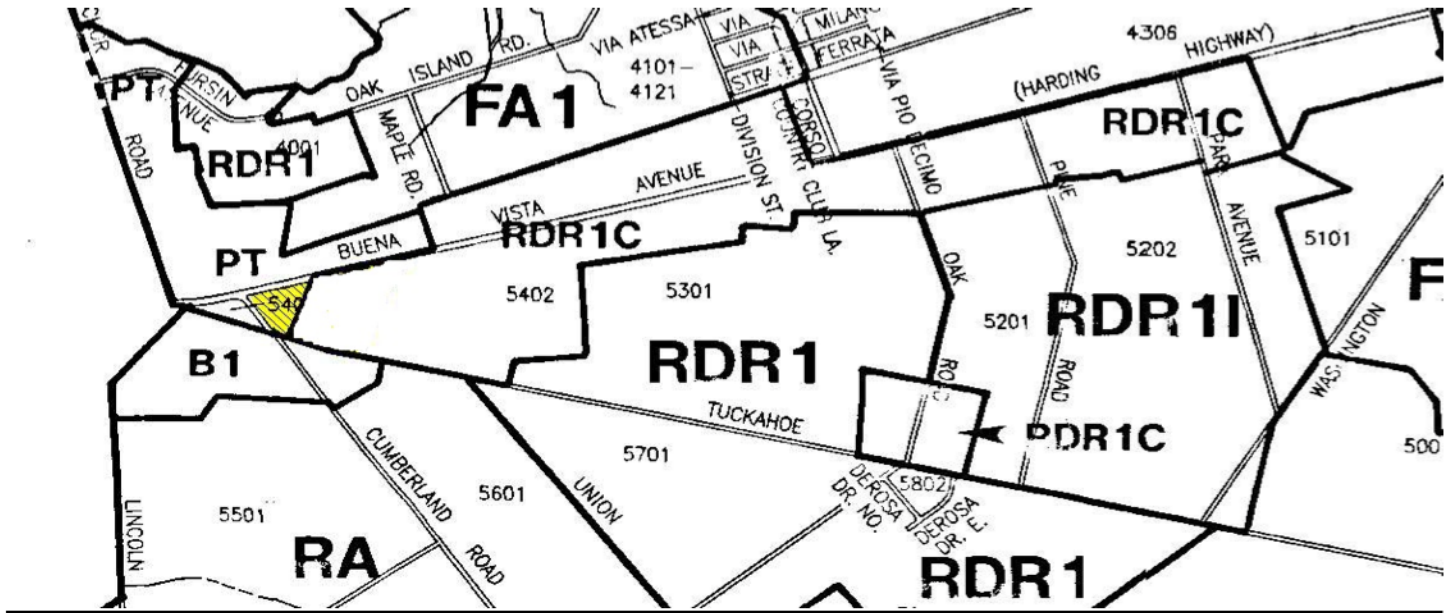 VIA
MILANO
VIA ATESSA
VIA
FERRATA
4306
HIGHWAY)
ROAD
PT
OAK ISLAND RD.
4101-
4121
STRA
(HARDING
FA1
MAPLE RD.
CORSO
COUNTRY CLUB LA.
VIA PIO DECIMO
DIVISION ST.
RDR1C
PARK AVENUE
4001
RDR1
BUENA VISTA AVENUE
RDR1C
PINE ROAD
5202
5101
PT
OAK ROAD
5402
5301
5201
RDR1I
F
WASHINGTON
B1
RDR1
TUCKAHOE
RDR1C
500
CUMBERLAND ROAD
5701
5601
UNION
5802
DEROSA
DR. NO.
DEROSA
DR. E.
LINCOLN
5501
RA
RDR1